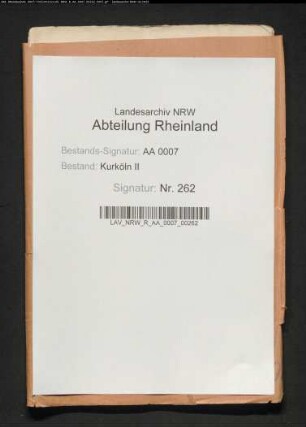 Landesarchiv NRW
Abteilung Rheinland
Bestands-Signatur: AA 0007
Bestand: Kurköln II
Signatur: Nr. 262
LAV_NRW_R_AA_0007_00262